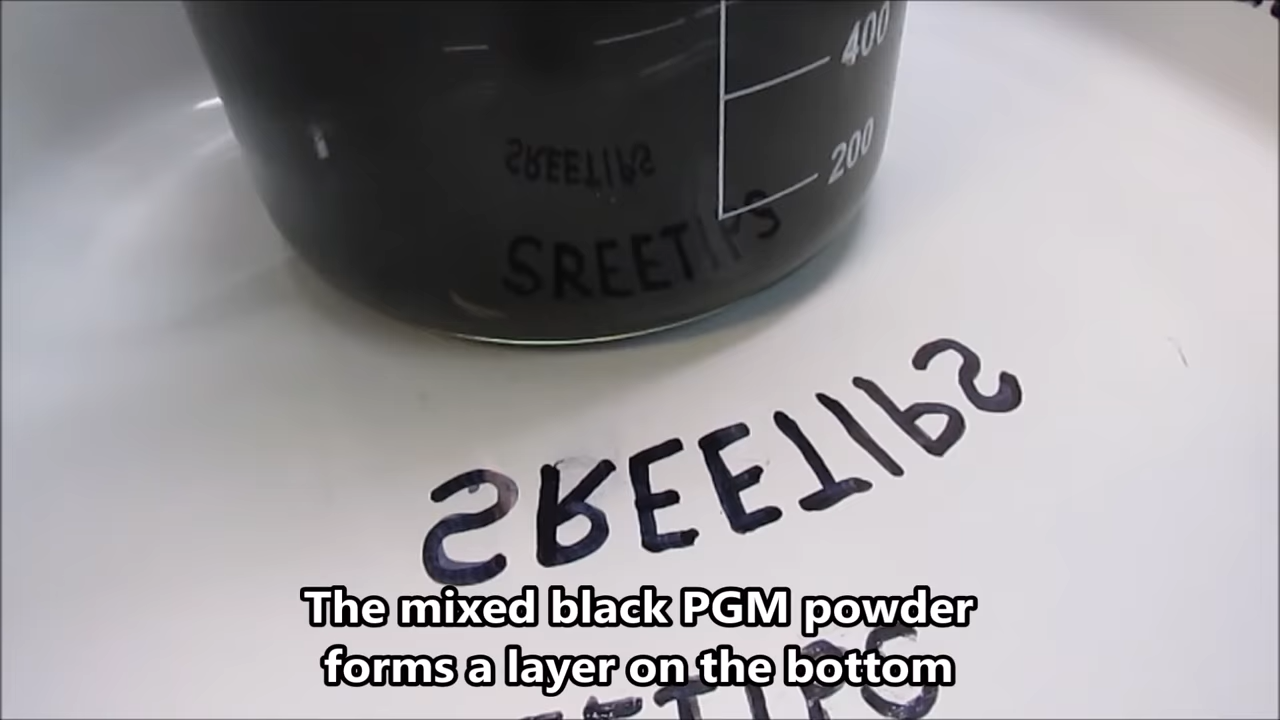 400
200
SREETIPS
SREETIPS
SREETIPS
The mixed black PGM powder
forms a layer on the bottom